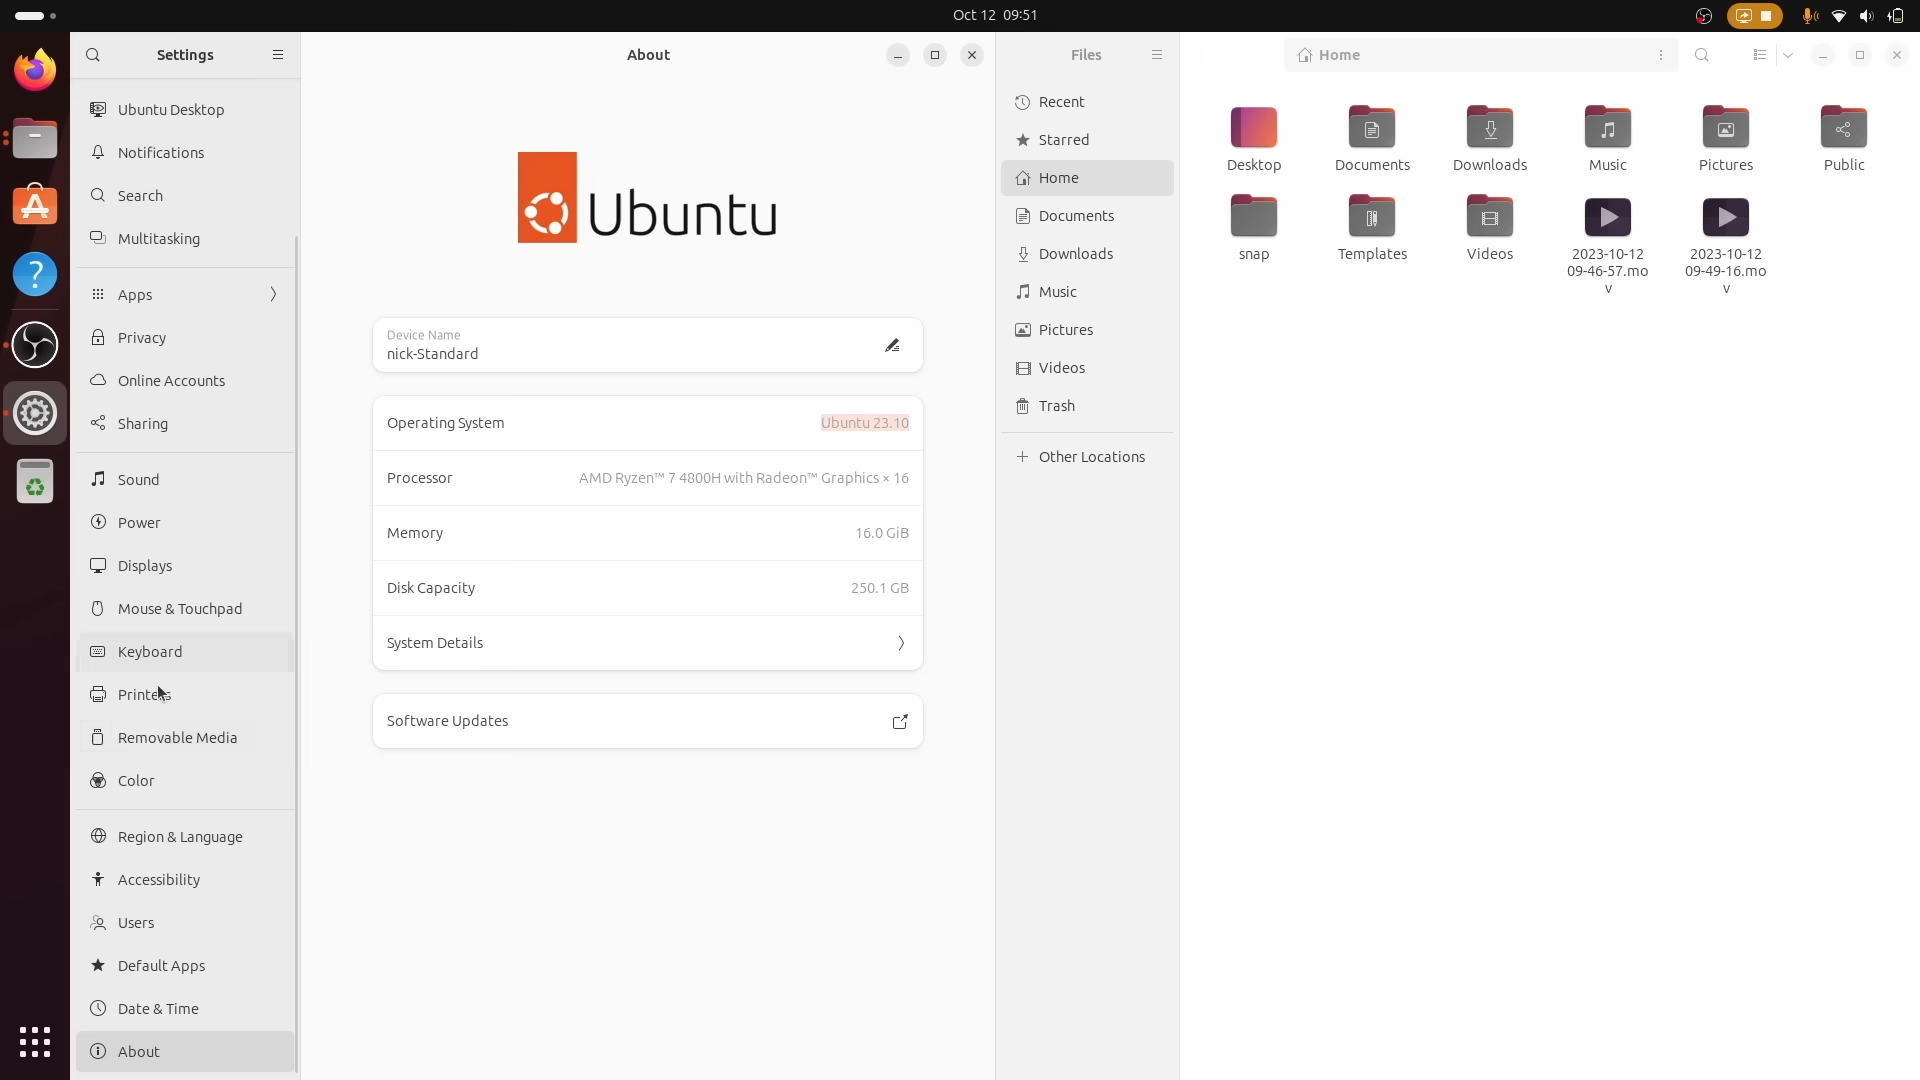 Oct 12 09:51
Settings
Ubuntu Desktop
Notifications
Search
Multitasking
Apps
Privacy
Online Accounts
Sharing
Sound
Power
Displays
Mouse & Touchpad
Keyboard
Printers
Removable Media
Color
Region & Language
Accessibility
Users
Default Apps
Date & Time
About
About
Ubuntu
Device Name
nick-Standard
Operating System Ubuntu 23.10
Processor AMD Ryzen™ 7 4800H with Radeon™ Graphics × 16
Memory 16.0 GiB
Disk Capacity 250.1 GB
System Details
Software Updates
Files
Recent
Starred
Home
Documents
Downloads
Music
Pictures
Videos
Trash
Other Locations
Home
Desktop Documents Downloads Music Pictures Public
snap Templates Videos
2023-10-12
09-46-57.mo
v
2023-10-12
09-49-16.mo
v